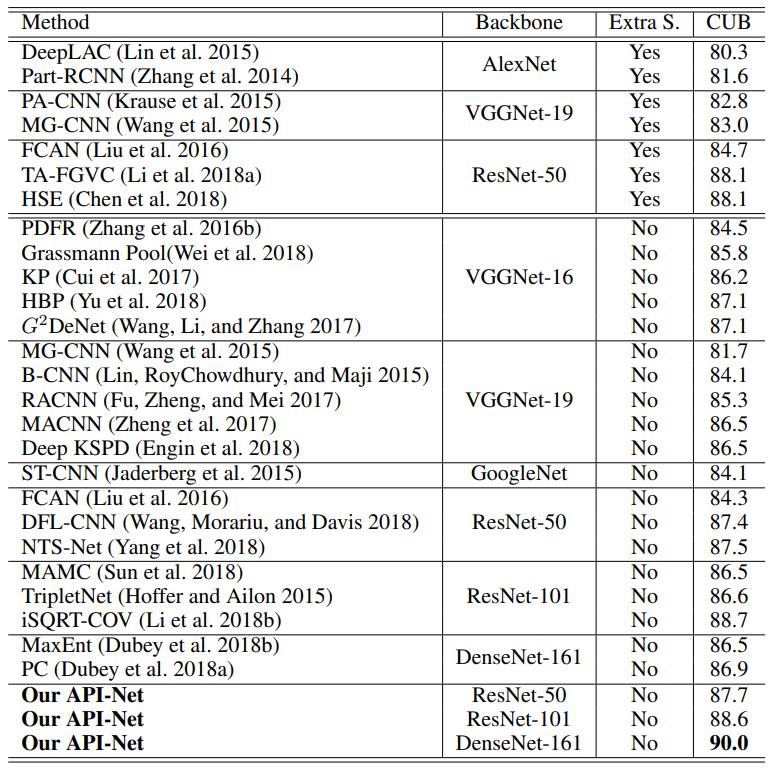 Method Backbone Extra S. CUB
DeepLAC (Lin et al. 2015) AlexNet Yes 80.3
Part-RCNN (Zhang et al. 2014) Yes 81.6
PA-CNN (Krause et al. 2015) VGGNet-19 Yes 82.8
MG-CNN (Wang et al. 2015) Yes 83.0
FCAN (Liu et al. 2016) Yes 84.7
TA-FGVC (Li et al. 2018a) ResNet-50 Yes 88.1
HSE (Chen et al. 2018) Yes 88.1
PDFR (Zhang et al. 2016b) No 84.5
Grassmann Pool(Wei et al. 2018) No 85.8
KP (Cui et al. 2017) VGGNet-16 No 86.2
HBP (Yu et al. 2018) No 87.1
G²DeNet (Wang, Li, and Zhang 2017) No 87.1
MG-CNN (Wang et al. 2015) No 81.7
B-CNN (Lin, RoyChowdhury, and Maji 2015) No 84.1
RACNN (Fu, Zheng, and Mei 2017) VGGNet-19 No 85.3
MACNN (Zheng et al. 2017) No 86.5
Deep KSPD (Engin et al. 2018) No 86.5
ST-CNN (Jaderberg et al. 2015) GoogleNet No 84.1
FCAN (Liu et al. 2016) No 84.3
DFL-CNN (Wang, Morariu, and Davis 2018) ResNet-50 No 87.4
NTS-Net (Yang et al. 2018) No 87.5
MAMC (Sun et al. 2018) No 86.5
TripletNet (Hoffer and Ailon 2015) ResNet-101 No 86.6
iSQRT-COV (Li et al. 2018b) No 88.7
MaxEnt (Dubey et al. 2018b) DenseNet-161 No 86.5
PC (Dubey et al. 2018a) No 86.9
Our API-Net ResNet-50 No 87.7
Our API-Net ResNet-101 No 88.6
Our API-Net DenseNet-161 No 90.0